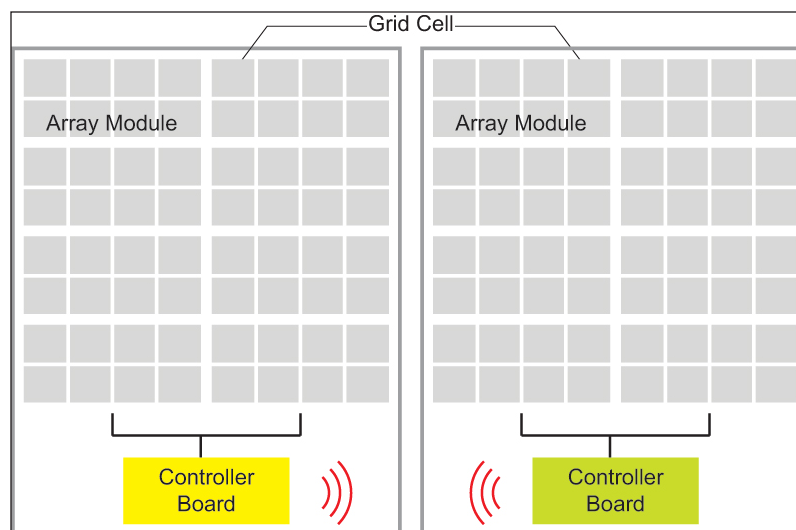 Grid Cell
Array Module
Array Module
Controller
Board
Controller
Board